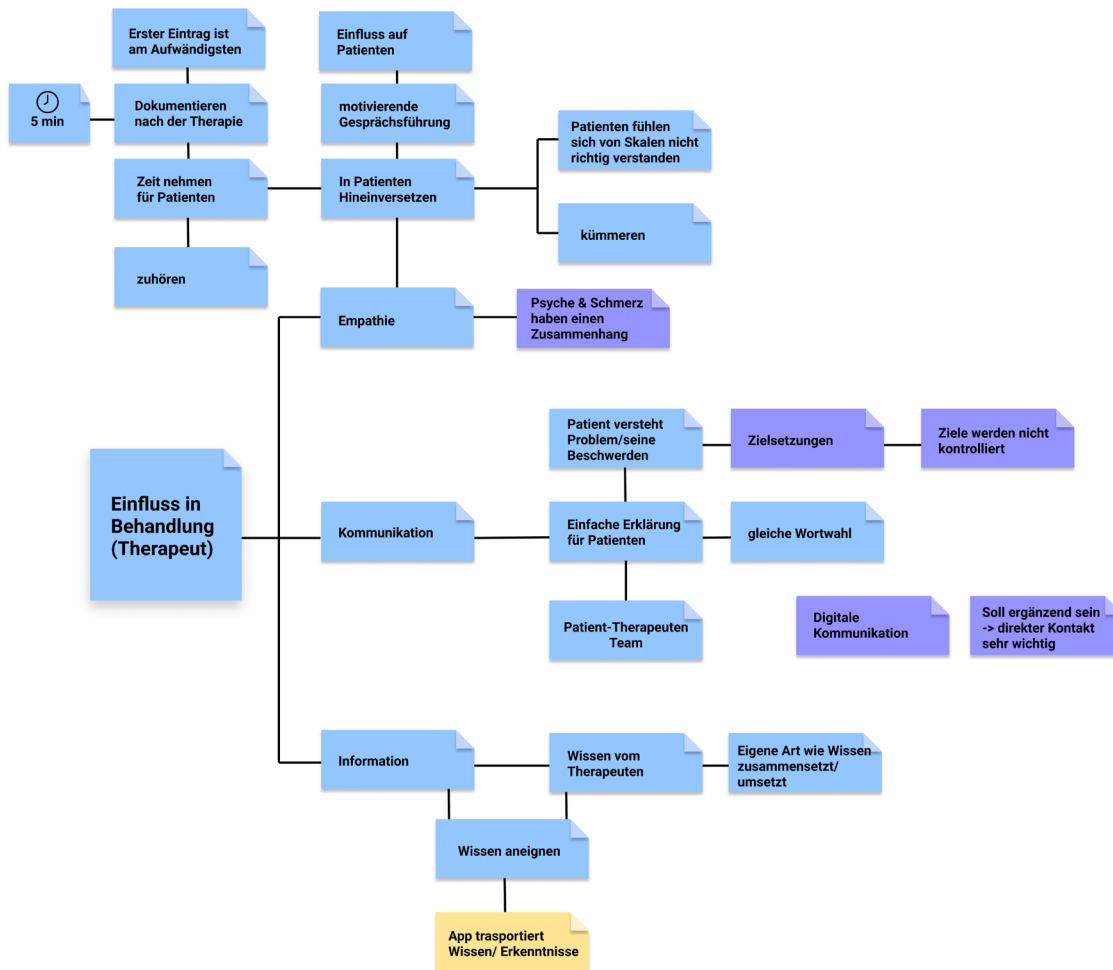 Erster Eintrag ist
am Aufwändigsten
Einfluss auf
Patienten
5 min
Dokumentieren
nach der Therapie
motivierende
Gesprächsführung
Patienten fühlen
sich von Skalen nicht
richtig verstanden
Zeit nehmen
für Patienten
In Patienten
Hineinversetzen
kümmeren
zuhören
Empathie
Psyche & Schmerz
haben einen
Zusammenhang
Patient versteht
Problem/seine
Beschwerden
Zielsetzungen
Ziele werden nicht
kontrolliert
Einfluss in
Behandlung
(Therapeut)
Kommunikation
Einfache Erklärung
für Patienten
gleiche Wortwahl
Patient-Therapeuten
Team
Digitale
Kommunikation
Soll ergänzend sein
-> direkter Kontakt
sehr wichtig
Information
Wissen vom
Therapeuten
Eigene Art wie Wissen
zusammensetzt/
umsetzt
Wissen aneignen
App trasportiert
Wissen/ Erkenntnisse